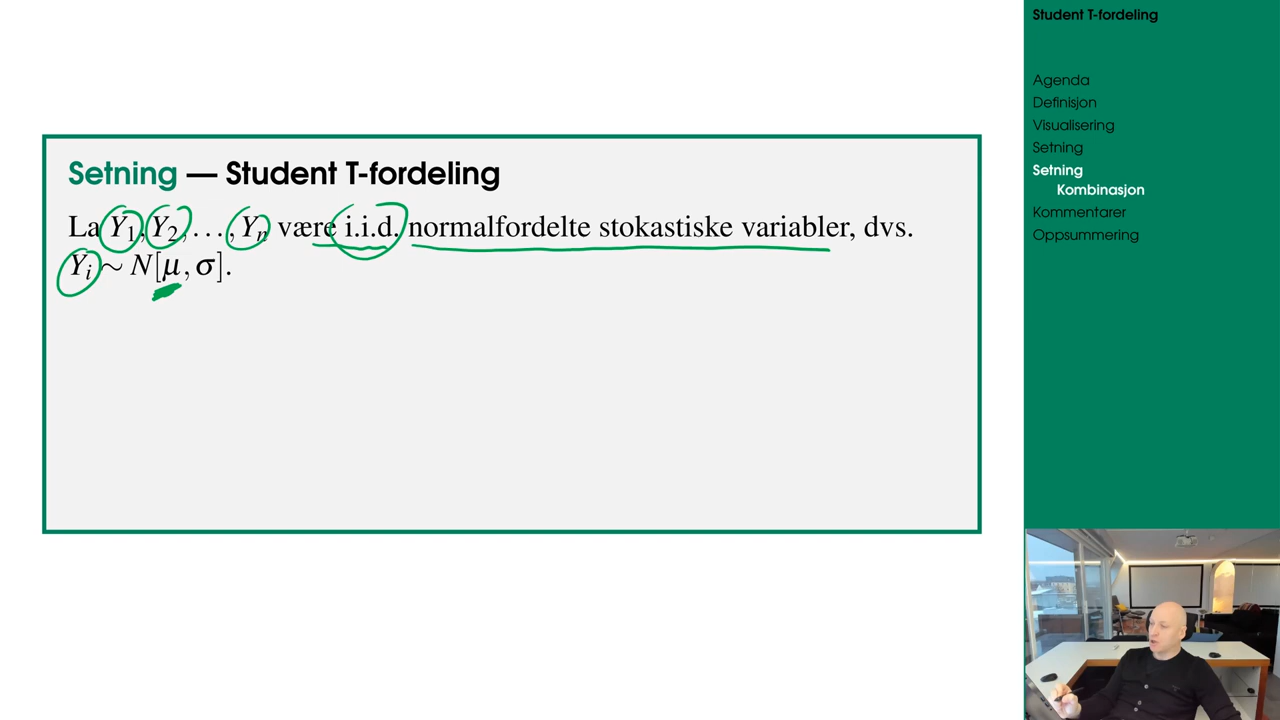 Setning — Student T-fordeling
La Y₁, Y₂, …, Yₙ være i.i.d. normalfordelte stokastiske variabler, dvs.
Yᵢ ~ N[μ, σ].
Student T-fordeling
Agenda
Definisjon
Visualisering
Setning
Setning
Kombinasjon
Kommentarer
Oppsummering